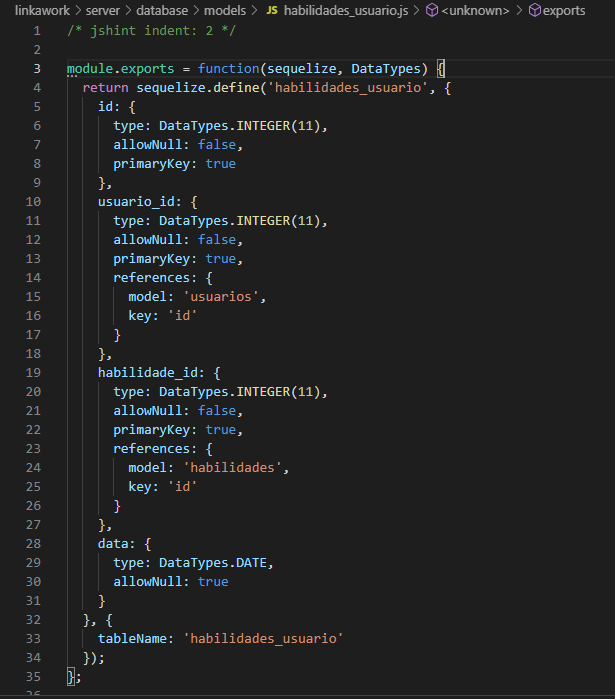 linkawork > server > database > models > JS habilidades_usuario.js > <unknown> > exports
1 /* jshint indent: 2 */
2
3 module.exports = function(sequelize, DataTypes) {
4   return sequelize.define('habilidades_usuario', {
5     id: {
6       type: DataTypes.INTEGER(11),
7       allowNull: false,
8       primaryKey: true
9     },
10     usuario_id: {
11       type: DataTypes.INTEGER(11),
12       allowNull: false,
13       primaryKey: true,
14       references: {
15         model: 'usuarios',
16         key: 'id'
17       }
18     },
19     habilidade_id: {
20       type: DataTypes.INTEGER(11),
21       allowNull: false,
22       primaryKey: true,
23       references: {
24         model: 'habilidades',
25         key: 'id'
26       }
27     },
28     data: {
29       type: DataTypes.DATE,
30       allowNull: true
31     }
32   }, {
33     tableName: 'habilidades_usuario'
34   });
35 };
36